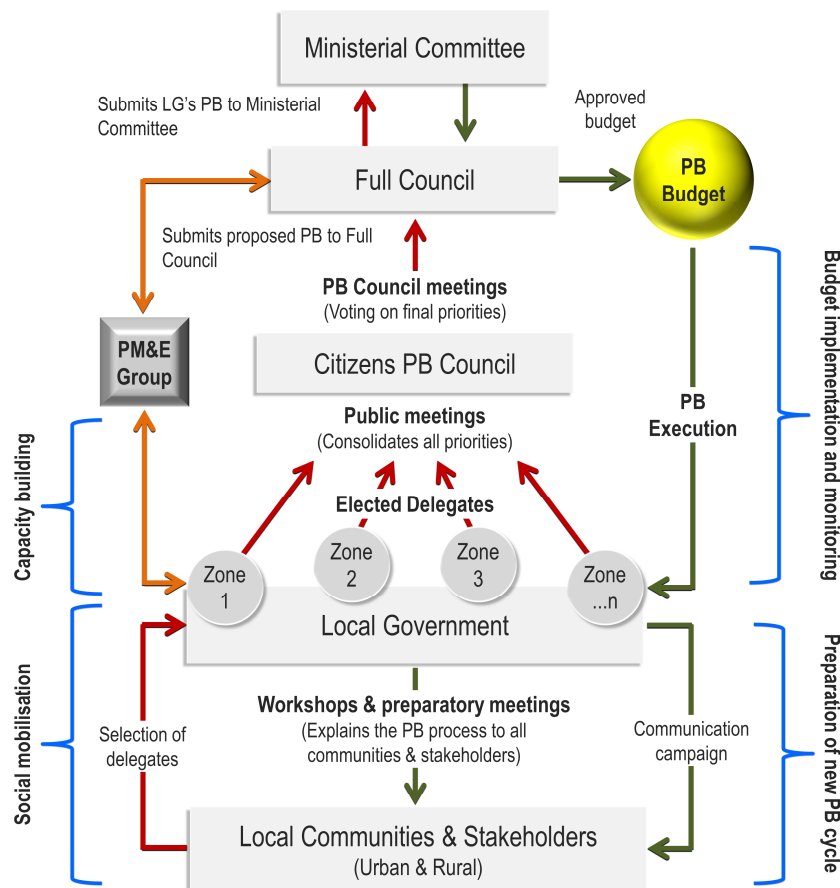 Ministerial Committee
Submits LG's PB to Ministerial
Committee
Approved
budget
Full Council
PB
Budget
Submits proposed PB to Full
Council
PB Council meetings
(Voting on final priorities)
PM&E
Group
Citizens PB Council
Public meetings
(Consolidates all priorities)
PB
Execution
Budget implementation and monitoring
Capacity building
Elected Delegates
Zone
1
Zone
2
Zone
3
Zone
...n
Local Government
Workshops & preparatory meetings
(Explains the PB process to all
communities & stakeholders)
Selection of
delegates
Communication
campaign
Social mobilisation
Preparation of new PB cycle
Local Communities & Stakeholders
(Urban & Rural)